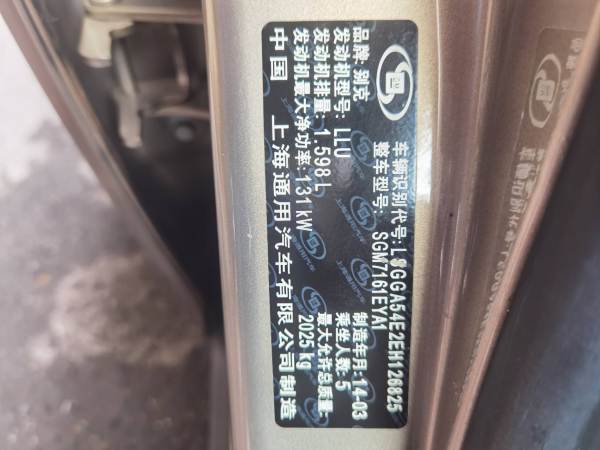 车辆识别代号: LSGGA54E2EH126825
整车型号: SGM7161EYA1
品牌: 别克
制造年月: 14-03
发动机型号: LLU
乘坐人数: 5
发动机排量: 1.598 L
最大允许总质量:
发动机最大净功率: 131 kW
2025 kg
中国 上海通用汽车有限公司制造